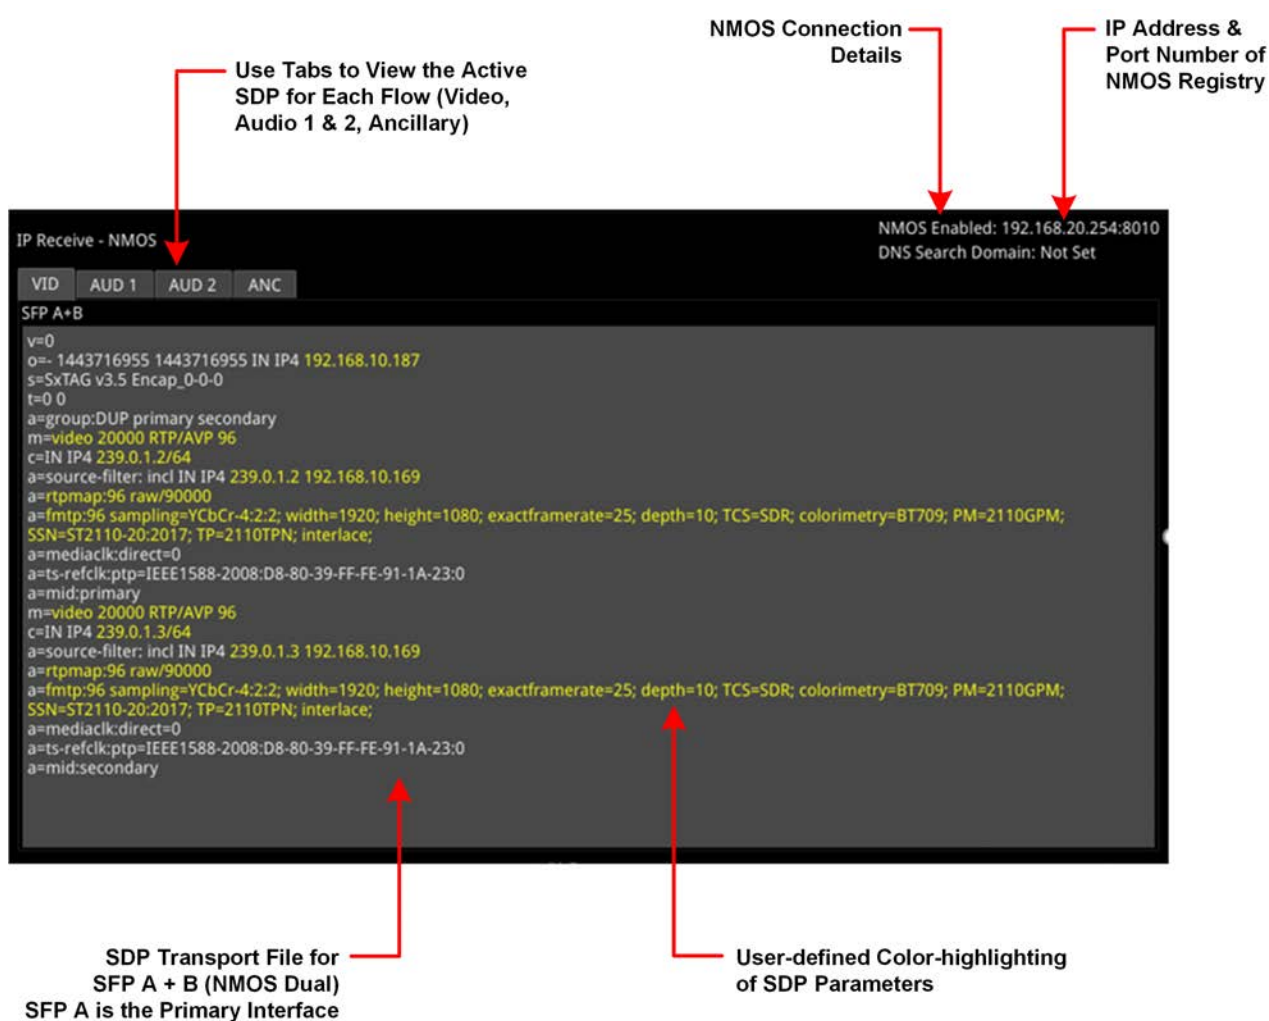 NMOS Connection
Details
IP Address &
Port Number of
NMOS Registry
Use Tabs to View the Active
SDP for Each Flow (Video,
Audio 1 & 2, Ancillary)
IP Receive - NMOS
NMOS Enabled: 192.168.20.254:8010
DNS Search Domain: Not Set
VID AUD 1 AUD 2 ANC
SFP A+B
v=0
o=- 1443716955 1443716955 IN IP4 192.168.10.187
s=SxTAG v3.5 Encap_0-0-0
t=0 0
a=group:DUP primary secondary
m=video 20000 RTP/AVP 96
c=IN IP4 239.0.1.2/64
a=source-filter: incl IN IP4 239.0.1.2 192.168.10.169
a=rtpmap:96 raw/90000
a=fmtp:96 sampling=YCbCr-4:2:2; width=1920; height=1080; exactframerate=25; depth=10; TCS=SDR; colorimetry=BT709; PM=2110GPM;
SSN=ST2110-20:2017; TP=2110TPN; interlace;
a=mediaclk:direct=0
a=ts-refclk:ptp=IEEE1588-2008:D8-80-39-FF-FE-91-1A-23:0
a=mid:primary
m=video 20000 RTP/AVP 96
c=IN IP4 239.0.1.3/64
a=source-filter: incl IN IP4 239.0.1.3 192.168.10.169
a=rtpmap:96 raw/90000
a=fmtp:96 sampling=YCbCr-4:2:2; width=1920; height=1080; exactframerate=25; depth=10; TCS=SDR; colorimetry=BT709; PM=2110GPM;
SSN=ST2110-20:2017; TP=2110TPN; interlace;
a=mediaclk:direct=0
a=ts-refclk:ptp=IEEE1588-2008:D8-80-39-FF-FE-91-1A-23:0
a=mid:secondary
SDP Transport File for
SFP A + B (NMOS Dual)
SFP A is the Primary Interface
User-defined Color-highlighting
of SDP Parameters